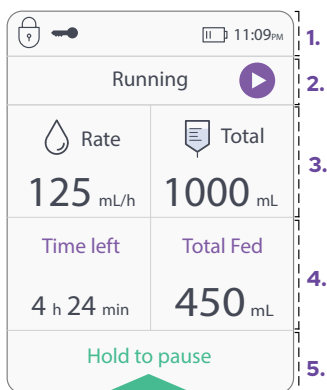 11:09PM
1.
Running
2.
Rate
Total
3.
125 mL/h
1000 mL
Time left
Total Fed
4.
4 h 24 min
450 mL
Hold to pause
5.